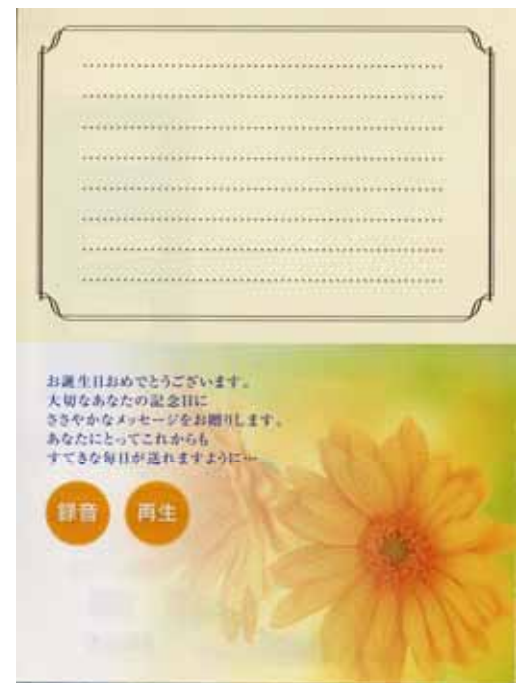 お誕生日おめでとうございます。
大切なあなたの記念日に
ささやかなメッセージをお贈りします。
あなたにとってこれからも
すてきな毎日が送れますように…
録音 再生